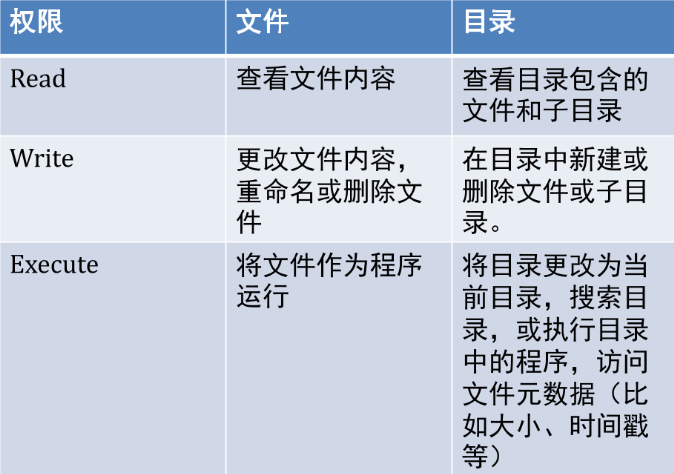 权限
文件
目录
Read
查看文件内容
查看目录包含的
文件和子目录
Write
更改文件内容，
重命名或删除文
件
在目录中新建或
删除文件或子目
录。
Execute
将文件作为程序
运行
将目录更改为当
前目录，搜索目
录，或执行目录
中的程序，访问
文件元数据（比
如大小、时间戳
等）